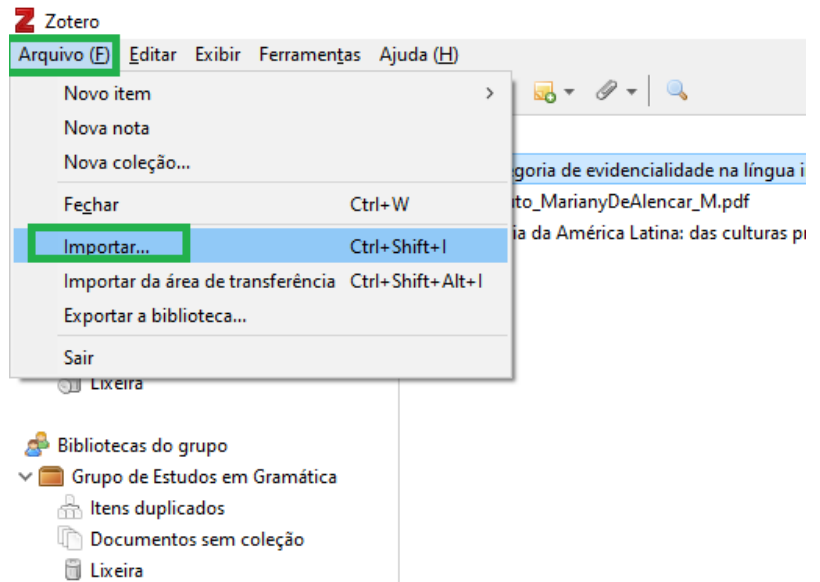 Zotero
Arquivo (F) Editar Exibir Ferramentas Ajuda (H)
Novo item
Nova nota
Nova coleção...
Fechar Ctrl+W
Importar... Ctrl+Shift+I
Importar da área de transferência Ctrl+Shift+Alt+I
Exportar a biblioteca...
Sair
goria de evidencialidade na língua i
to_MarianyDeAlencar_M.pdf
ia da América Latina: das culturas p
Lixeira
Bibliotecas do grupo
Grupo de Estudos em Gramática
Itens duplicados
Documentos sem coleção
Lixeira